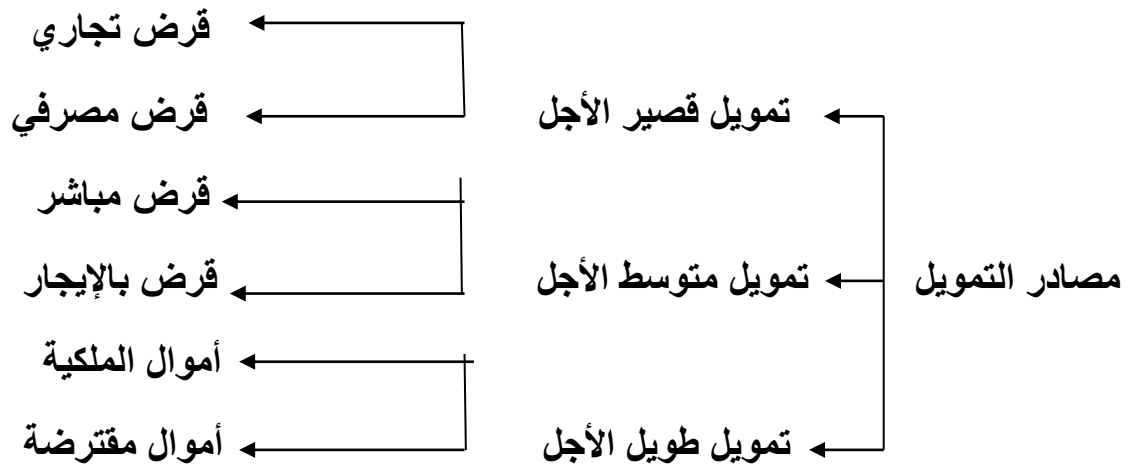 قرض تجاري
تمويل قصير الأجل قرض مصرفي
قرض مباشر
مصادر التمويل تمويل متوسط الأجل قرض بالإيجار
أموال الملكية
تمويل طويل الأجل أموال مقترضة